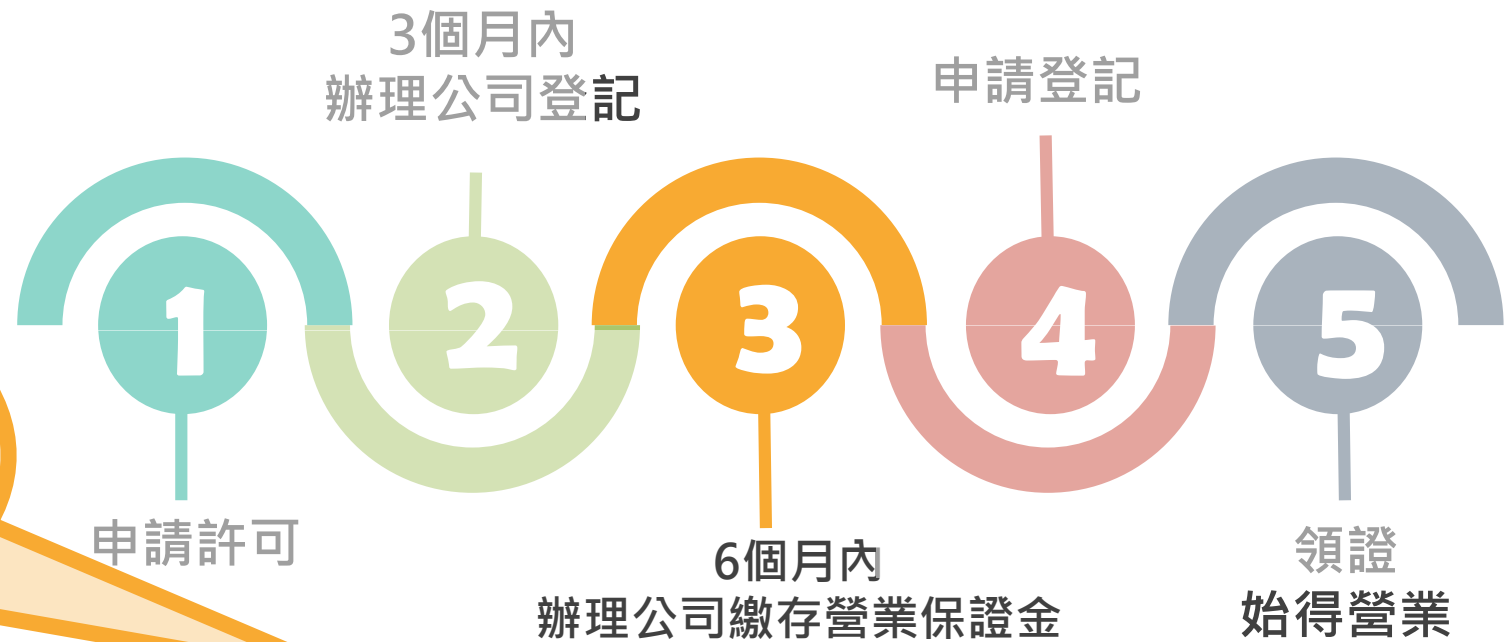 3個月內
辦理公司登記
申請登記
1
2
3
4
5
申請許可
6個月內
辦理公司繳存營業保證金
領證
始得營業